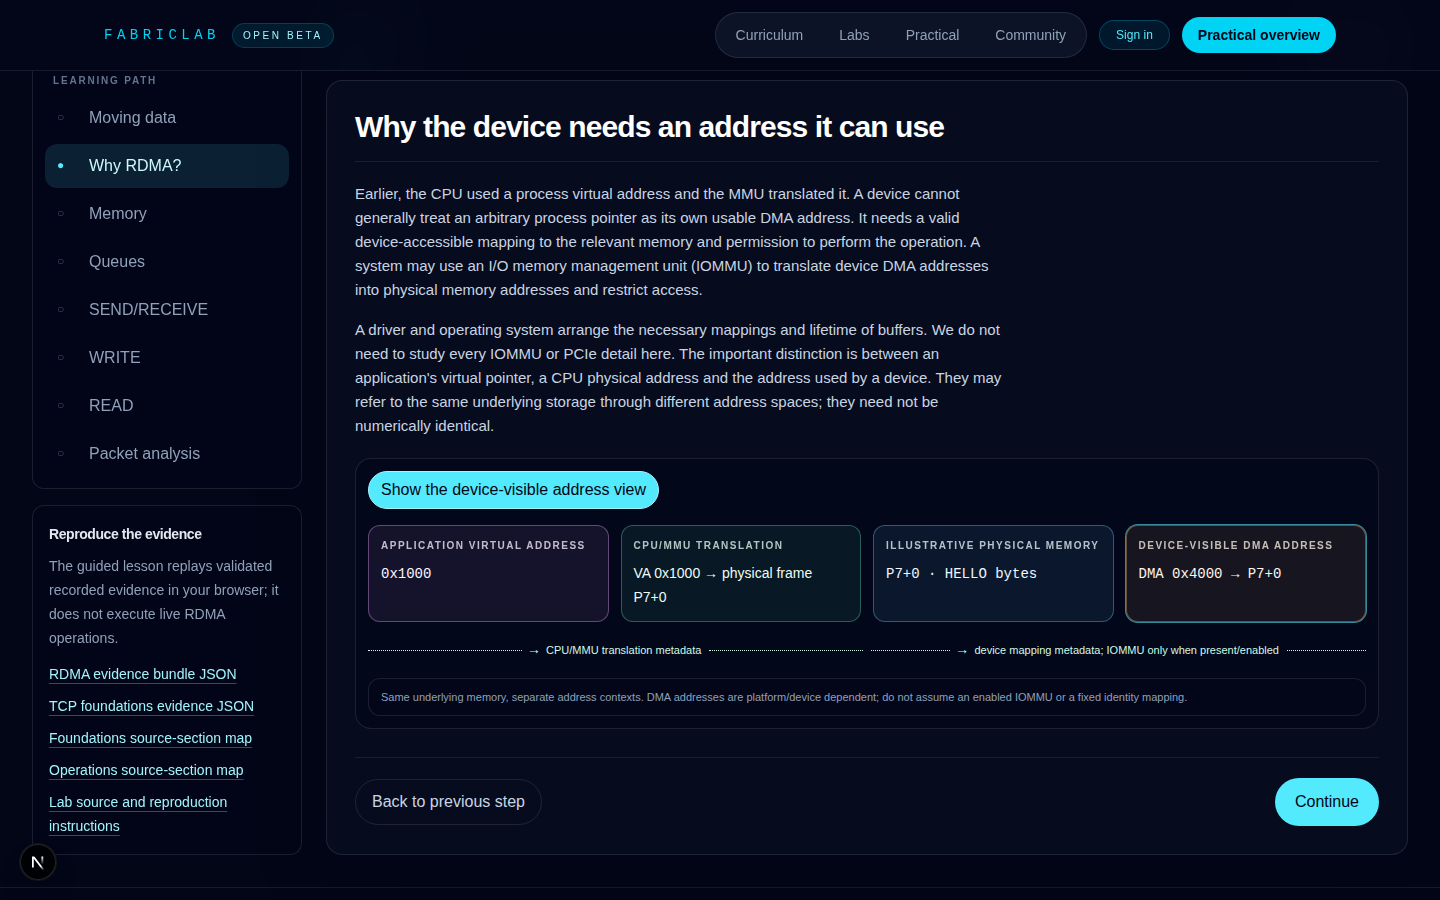 FABRICLAB
OPEN BETA
Curriculum
Labs
Practical
Community
Sign in
Practical overview
LEARNING PATH
Moving data
Why RDMA?
Memory
Queues
SEND/RECEIVE
WRITE
READ
Packet analysis
Reproduce the evidence
The guided lesson replays validated
recorded evidence in your browser; it
does not execute live RDMA
operations.
RDMA evidence bundle JSON
TCP foundations evidence JSON
Foundations source-section map
Operations source-section map
Lab source and reproduction
instructions
N
Why the device needs an address it can use
Earlier, the CPU used a process virtual address and the MMU translated it. A device cannot
generally treat an arbitrary process pointer as its own usable DMA address. It needs a valid
device-accessible mapping to the relevant memory and permission to perform the operation. A
system may use an I/O memory management unit (IOMMU) to translate device DMA addresses
into physical memory addresses and restrict access.
A driver and operating system arrange the necessary mappings and lifetime of buffers. We do not
need to study every IOMMU or PCIe detail here. The important distinction is between an
application's virtual pointer, a CPU physical address and the address used by a device. They may
refer to the same underlying storage through different address spaces; they need not be
numerically identical.
Show the device-visible address view
APPLICATION VIRTUAL ADDRESS
0x1000
CPU/MMU TRANSLATION
VA 0x1000 → physical frame
P7+0
ILLUSTRATIVE PHYSICAL MEMORY
P7+0 · HELLO bytes
DEVICE-VISIBLE DMA ADDRESS
DMA 0x4000 → P7+0
→ CPU/MMU translation metadata
→ device mapping metadata; IOMMU only when present/enabled
Same underlying memory, separate address contexts. DMA addresses are platform/device dependent; do not assume an enabled IOMMU or a fixed identity mapping.
Back to previous step
Continue